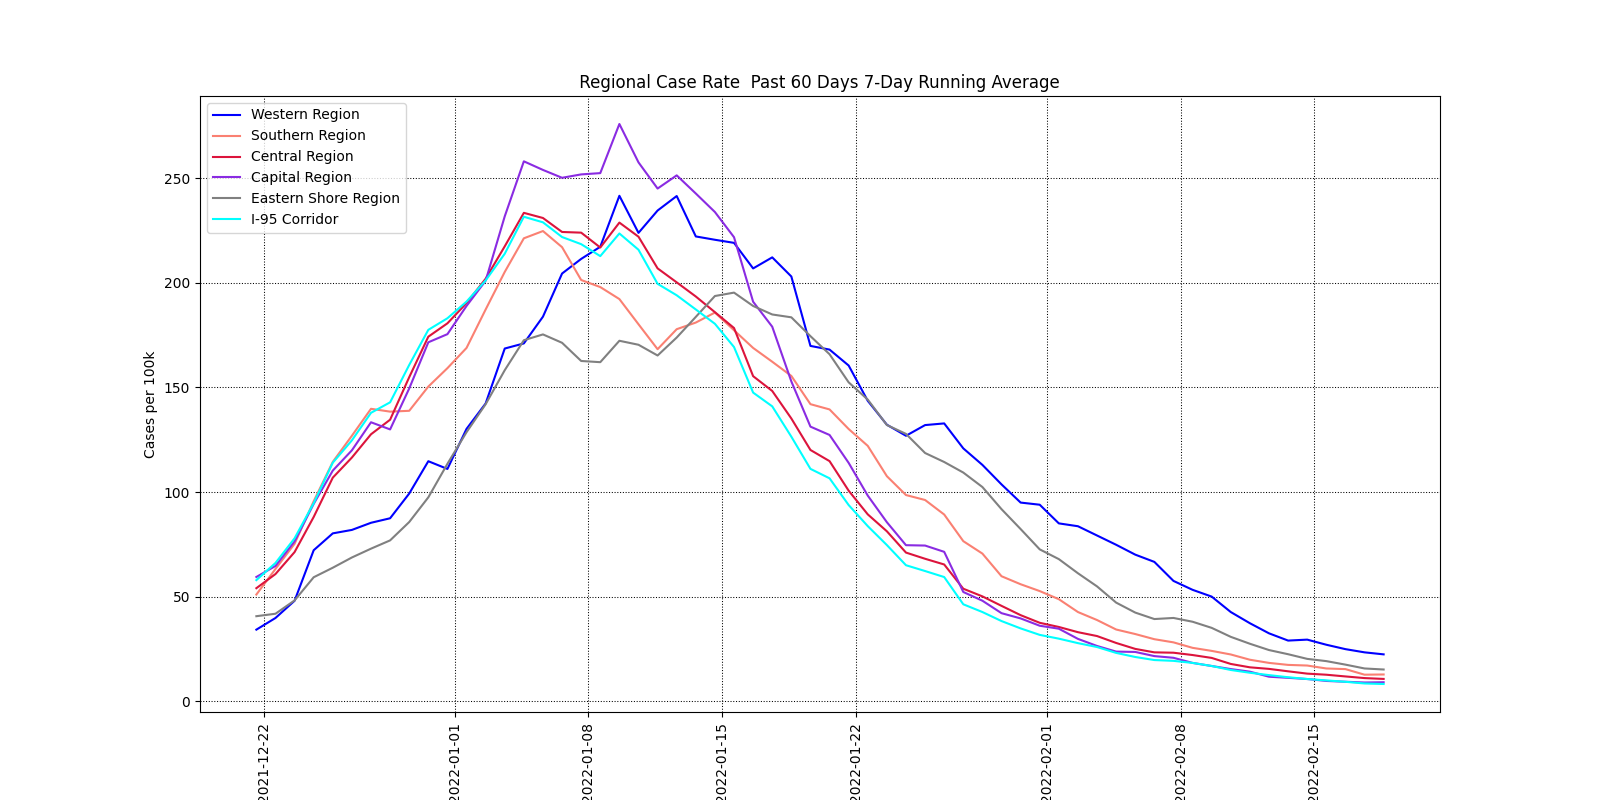 Regional Case Rate  Past 60 Days 7-Day Running Average
Western Region
Southern Region
Central Region
Capital Region
Eastern Shore Region
I-95 Corridor
Cases per 100k
250
200
150
100
50
0
2021-12-22
2022-01-01
2022-01-08
2022-01-15
2022-01-22
2022-02-01
2022-02-08
2022-02-15